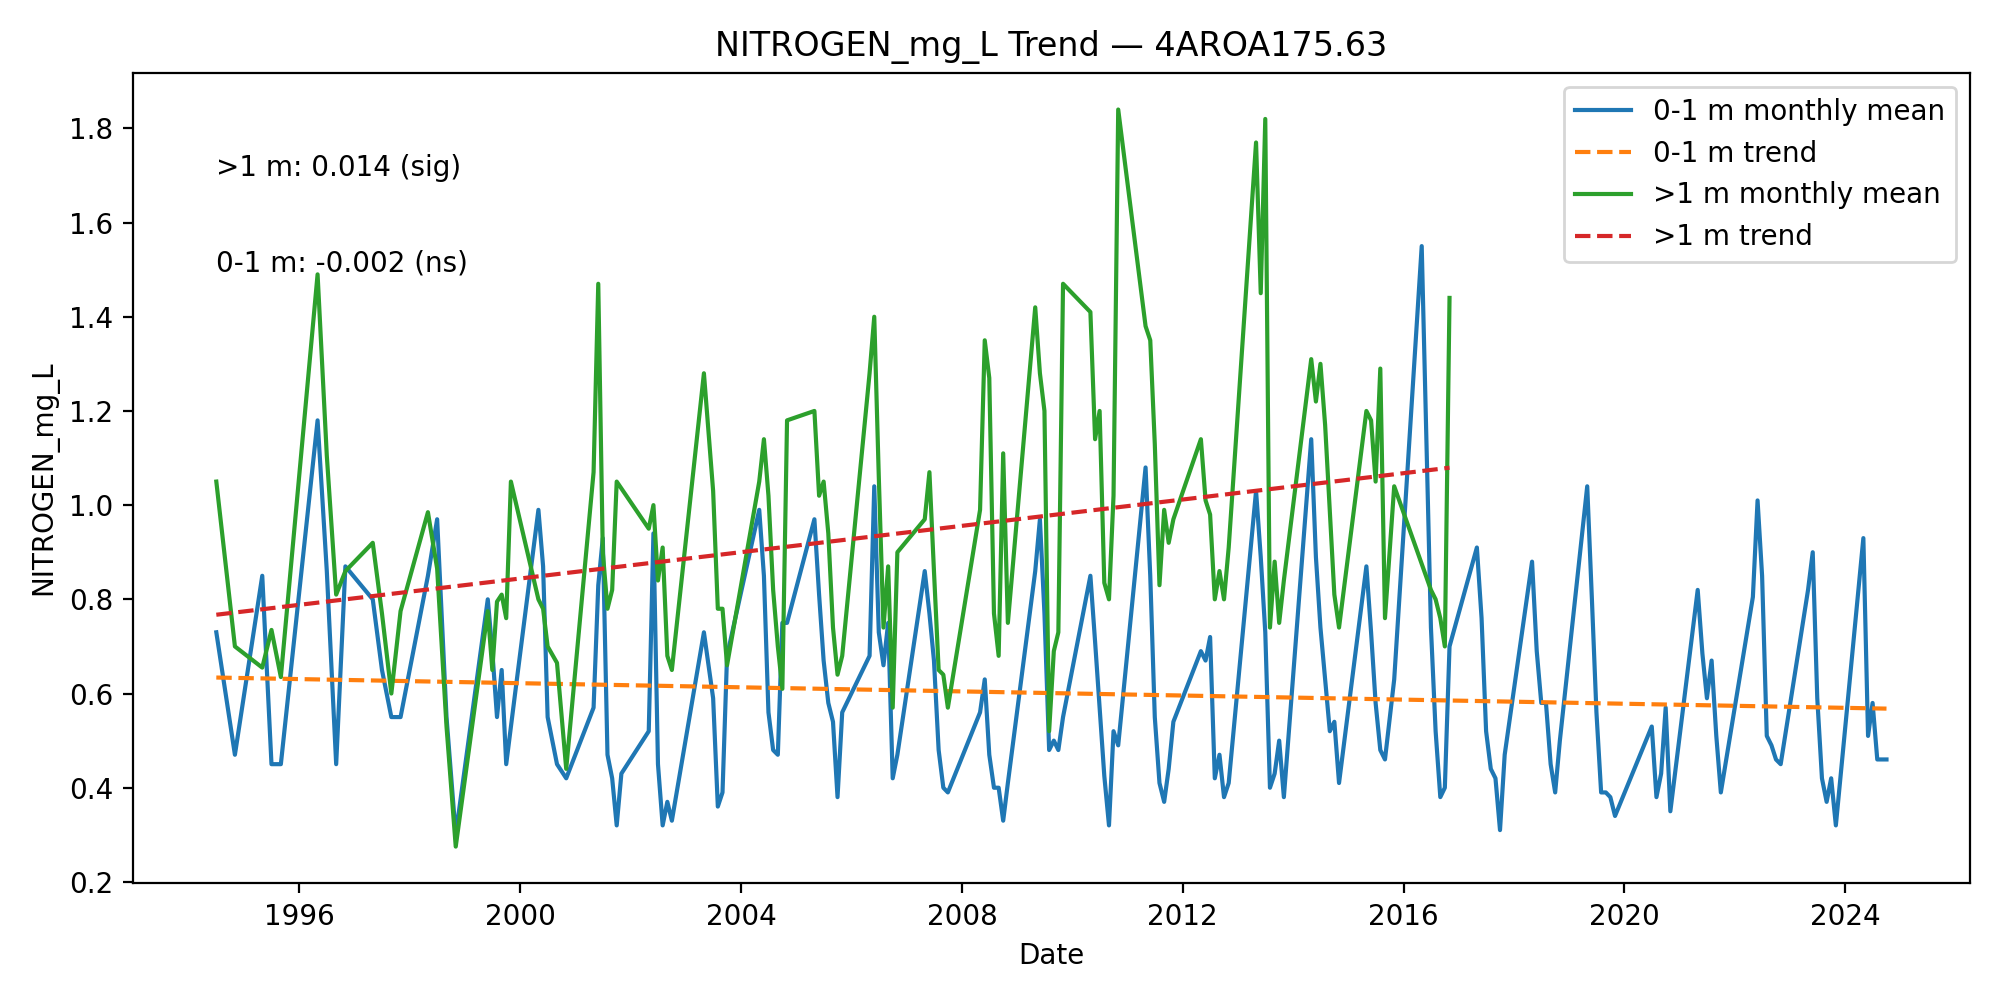 NITROGEN_mg_L Trend — 4AROA175.63
0-1 m monthly mean
0-1 m trend
>1 m monthly mean
>1 m trend
>1 m: 0.014 (sig)
0-1 m: -0.002 (ns)
NITROGEN_mg_L
1.8
1.6
1.4
1.2
1.0
0.8
0.6
0.4
0.2
1996
2000
2004
2008
2012
2016
2020
2024
Date